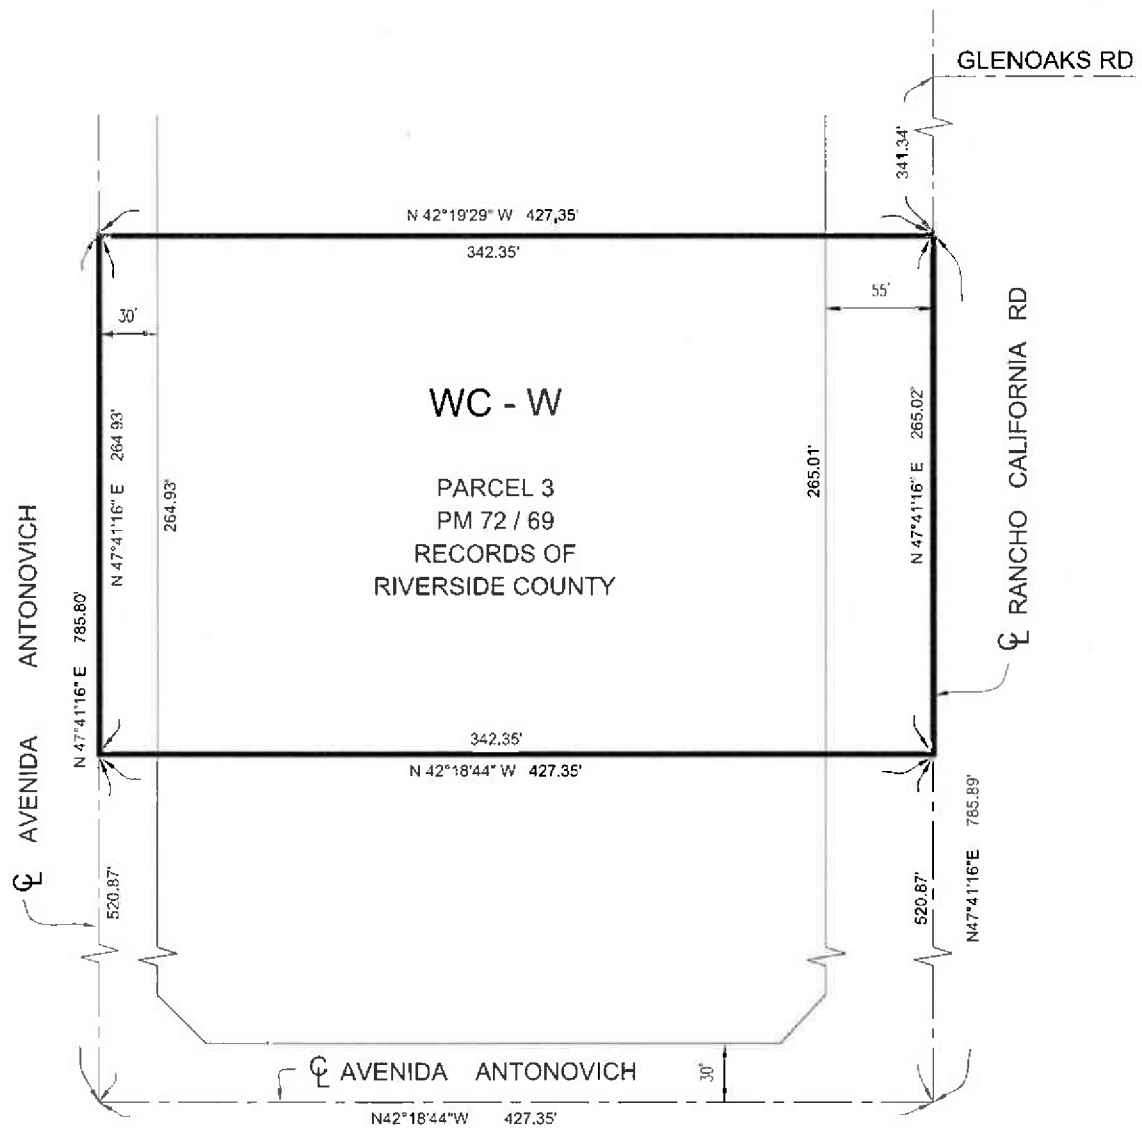 GLENOAKS RD
341.34'
N 42°19'29" W 427,35'
342.35'
30'
55'
WC - W
PARCEL 3
PM 72 / 69
RECORDS OF
RIVERSIDE COUNTY
N 47°41'16" E 264 93'
264.93'
265.01'
N 47°41'16" E 265.02'
℄ RANCHO CALIFORNIA RD
N 47°41'16" E 785.80'
℄ AVENIDA ANTONOVICH
342.35'
N 42°18'44" W 427.35'
520.87'
520.87'
N47°41'16"E 785.89'
℄ AVENIDA ANTONOVICH
30'
N42°18'44"W 427.35'